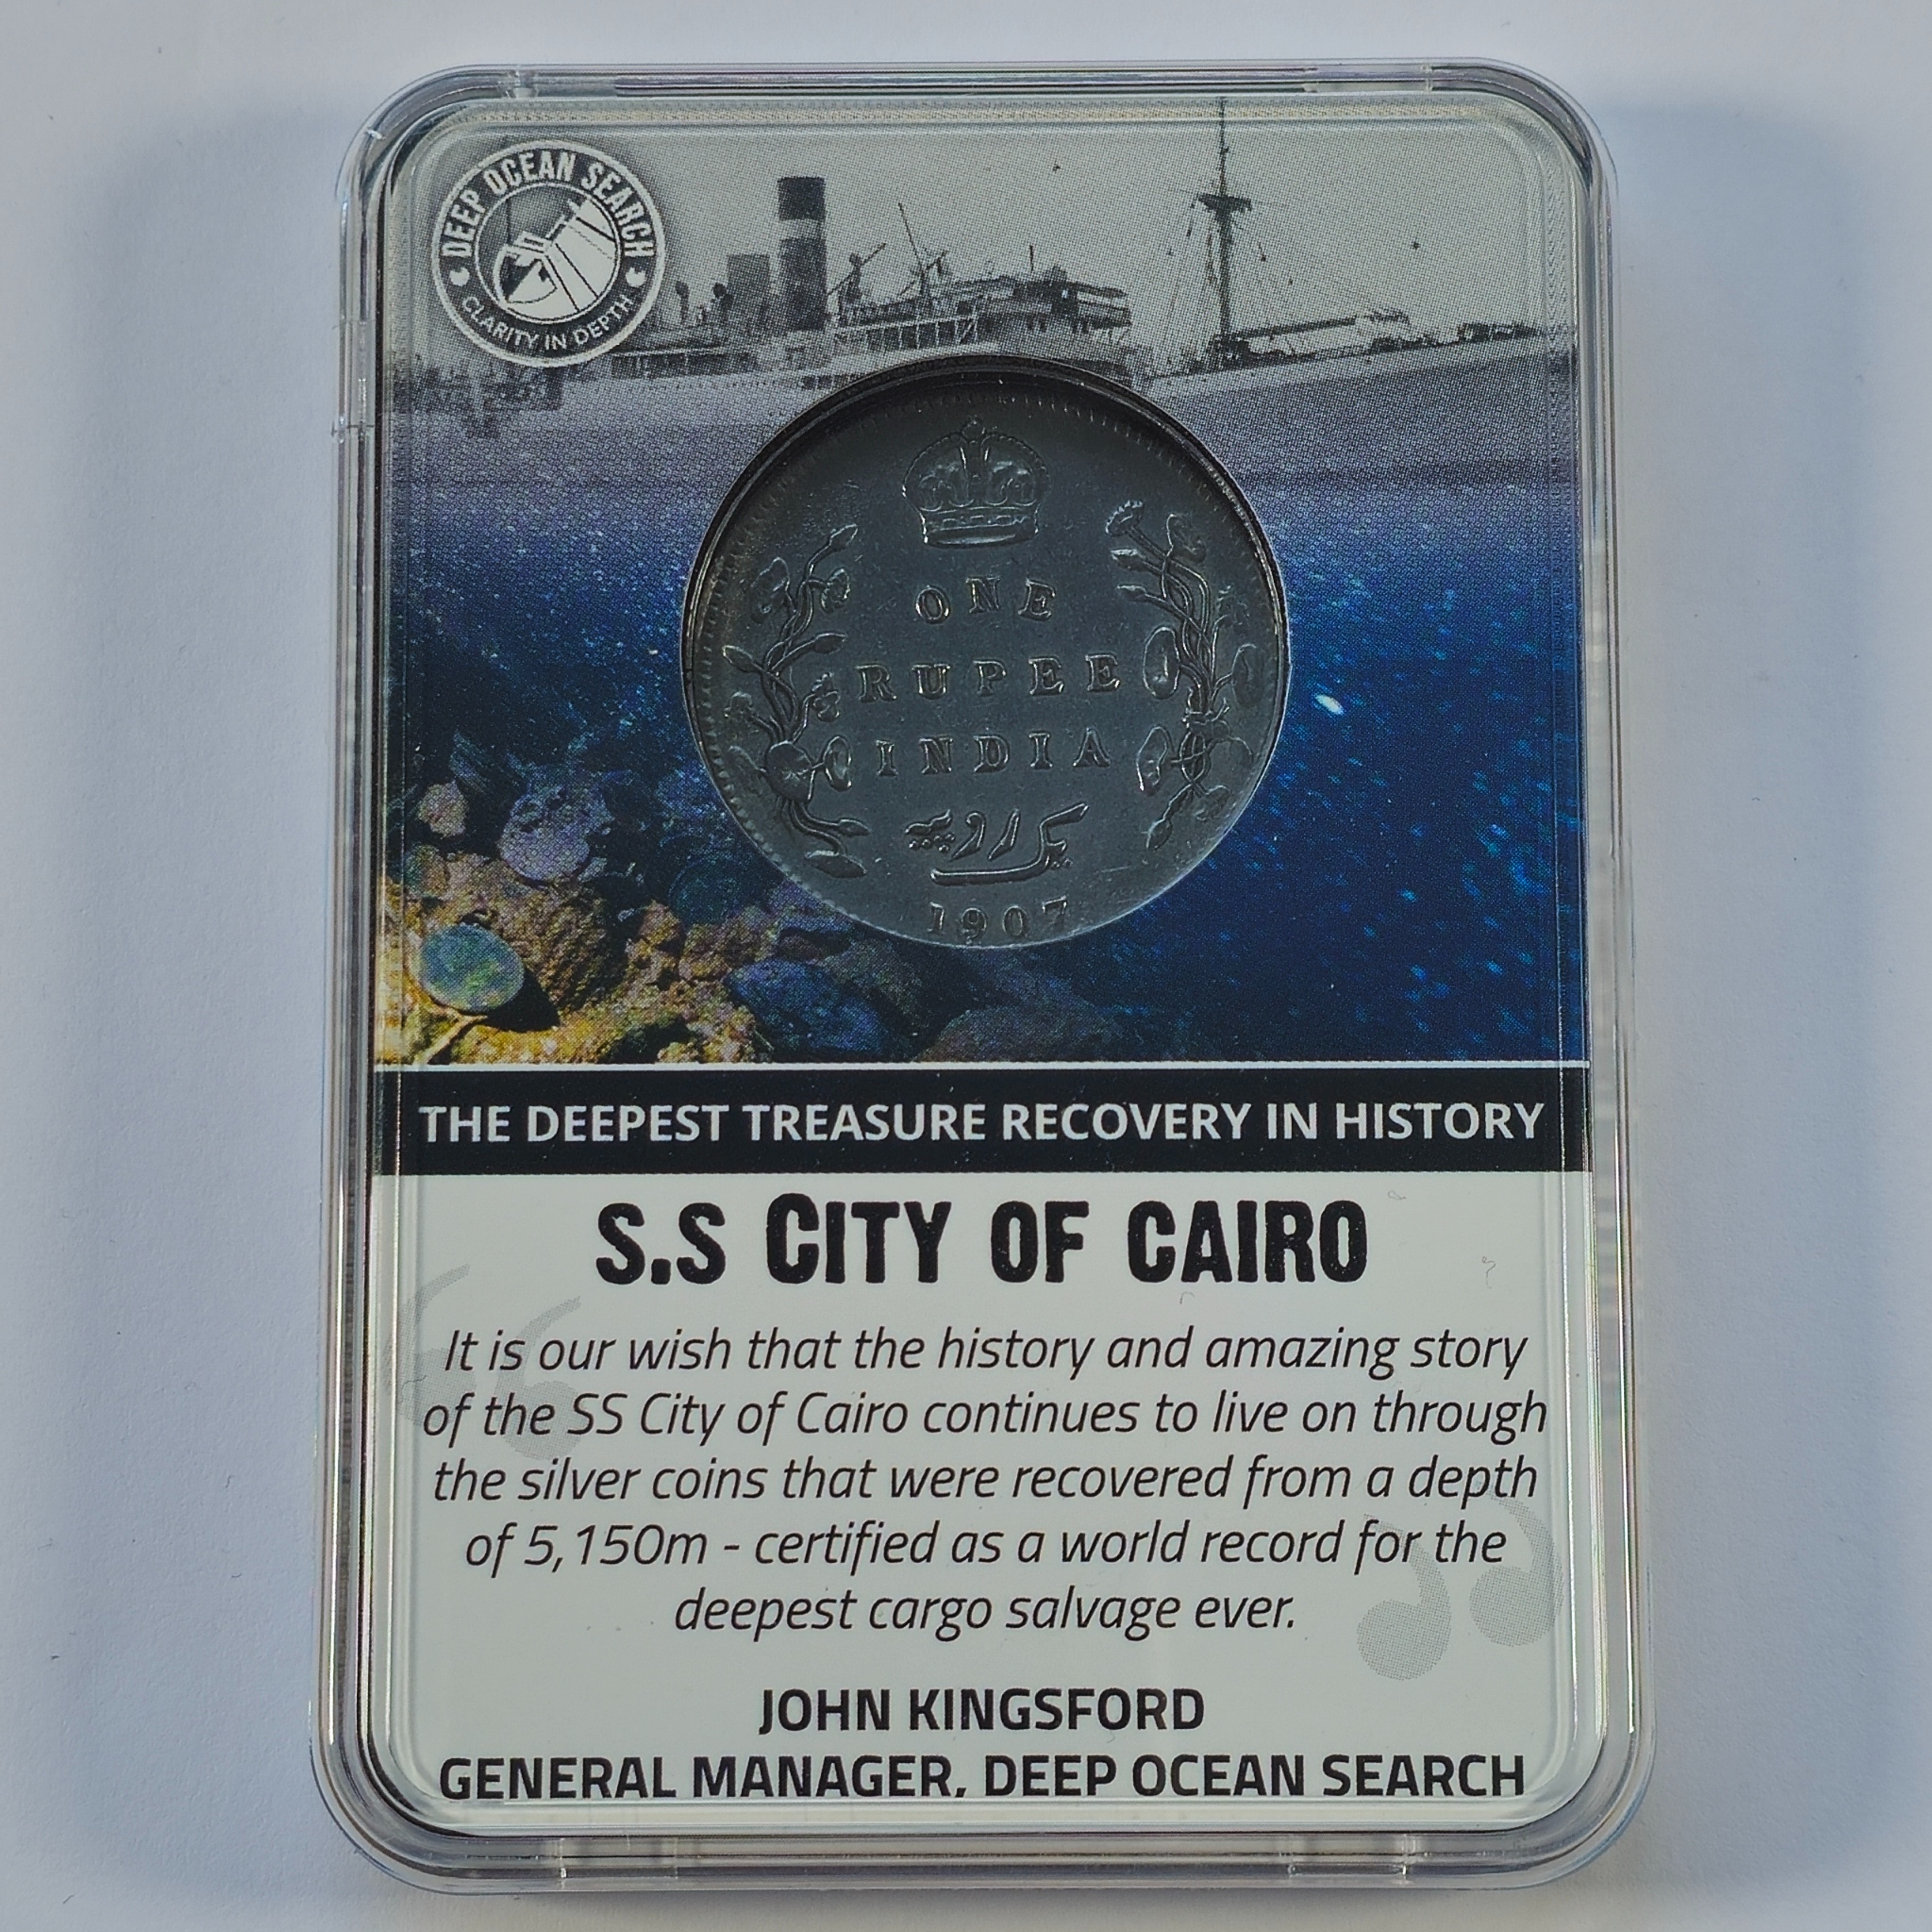 DEEP OCEAN SEARCH
CLARITY IN DEPTH
ONE
RUPEE
INDIA
یک روپیہ
1907
THE DEEPEST TREASURE RECOVERY IN HISTORY
S.S CITY OF CAIRO
It is our wish that the history and amazing story
of the SS City of Cairo continues to live on through
the silver coins that were recovered from a depth
of 5,150m - certified as a world record for the
deepest cargo salvage ever.
JOHN KINGSFORD
GENERAL MANAGER, DEEP OCEAN SEARCH